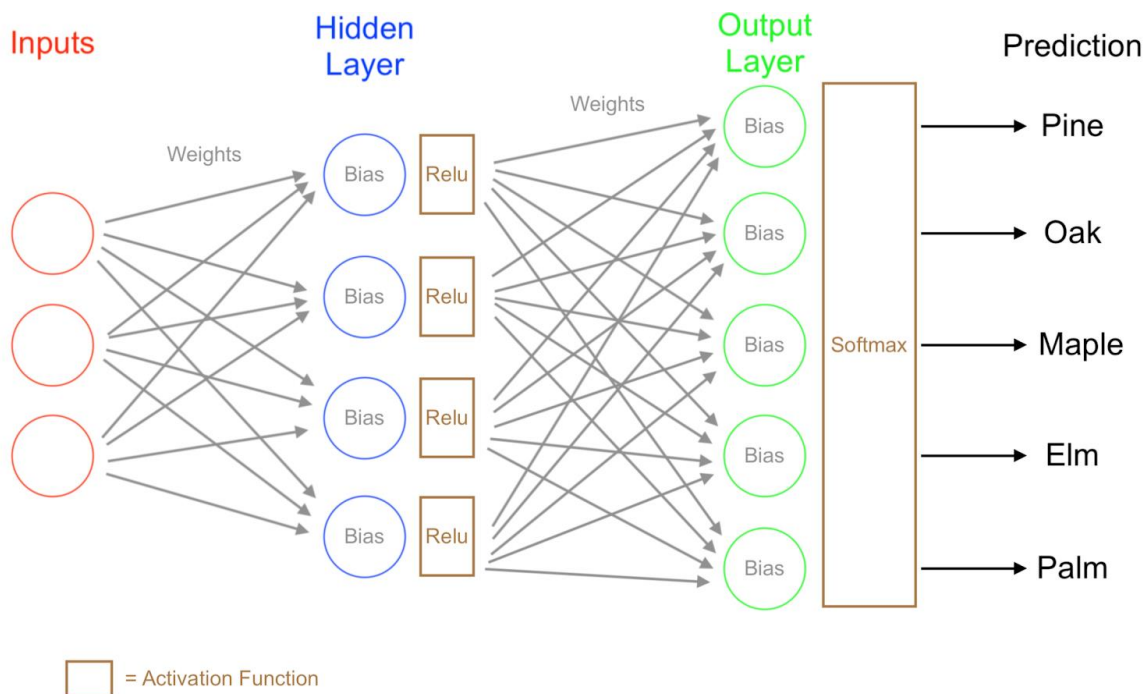 Inputs
Hidden
Layer
Output
Layer
Prediction
Weights
Weights
Bias
Relu
Bias
Relu
Bias
Relu
Bias
Relu
Bias
Bias
Bias
Bias
Bias
Softmax
Pine
Oak
Maple
Elm
Palm
= Activation Function